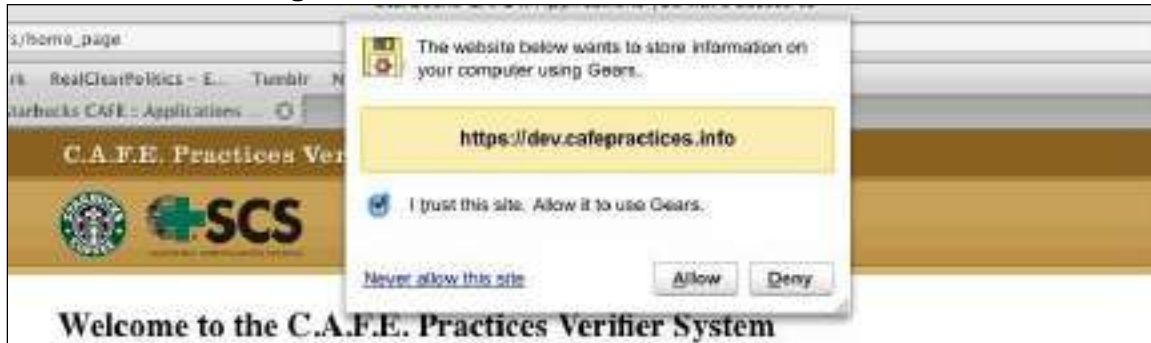 s/home_page
The website below wants to store information on
your computer using Gears.
RealClearPolitics - E... Tumblr N
tarbucks CAFE : Applications
https://dev.cafepractices.info
C.A.F.E. Practices Ver
SCS
I trust this site. Allow it to use Gears.
Never allow this site Allow Deny
Welcome to the C.A.F.E. Practices Verifier System